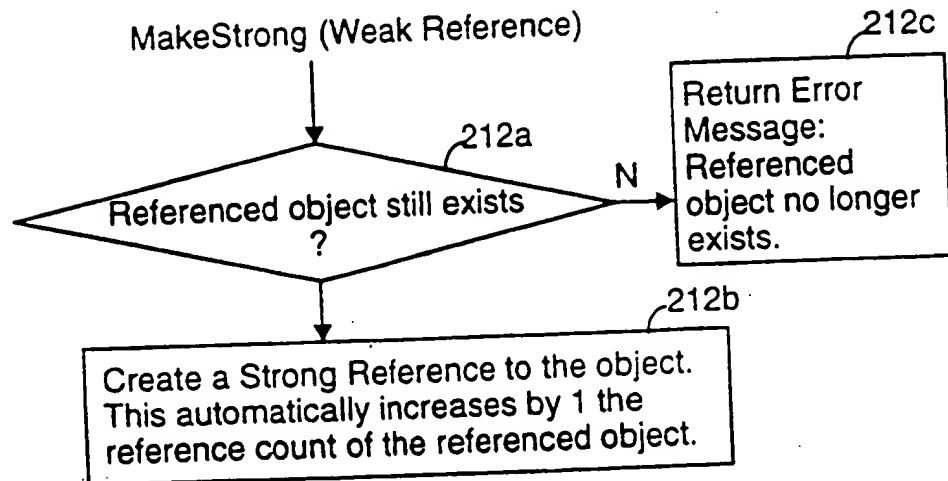 MakeStrong (Weak Reference)
212a
Referenced object still exists
?
N
212c
Return Error
Message:
Referenced
object no longer
exists.
212b
Create a Strong Reference to the object.
This automatically increases by 1 the
reference count of the referenced object.